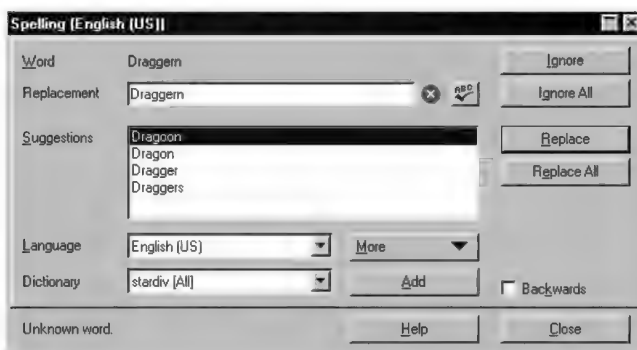 Spelling (English (US))
Word Draggern Ignore
Replacement Draggern ABC Ignore All
Suggestions Dragoon Replace
Dragon
Dragger Replace All
Draggers
Language English (US) More
Dictionary stardiv [All] Add Backwards
Unknown word. Help Close